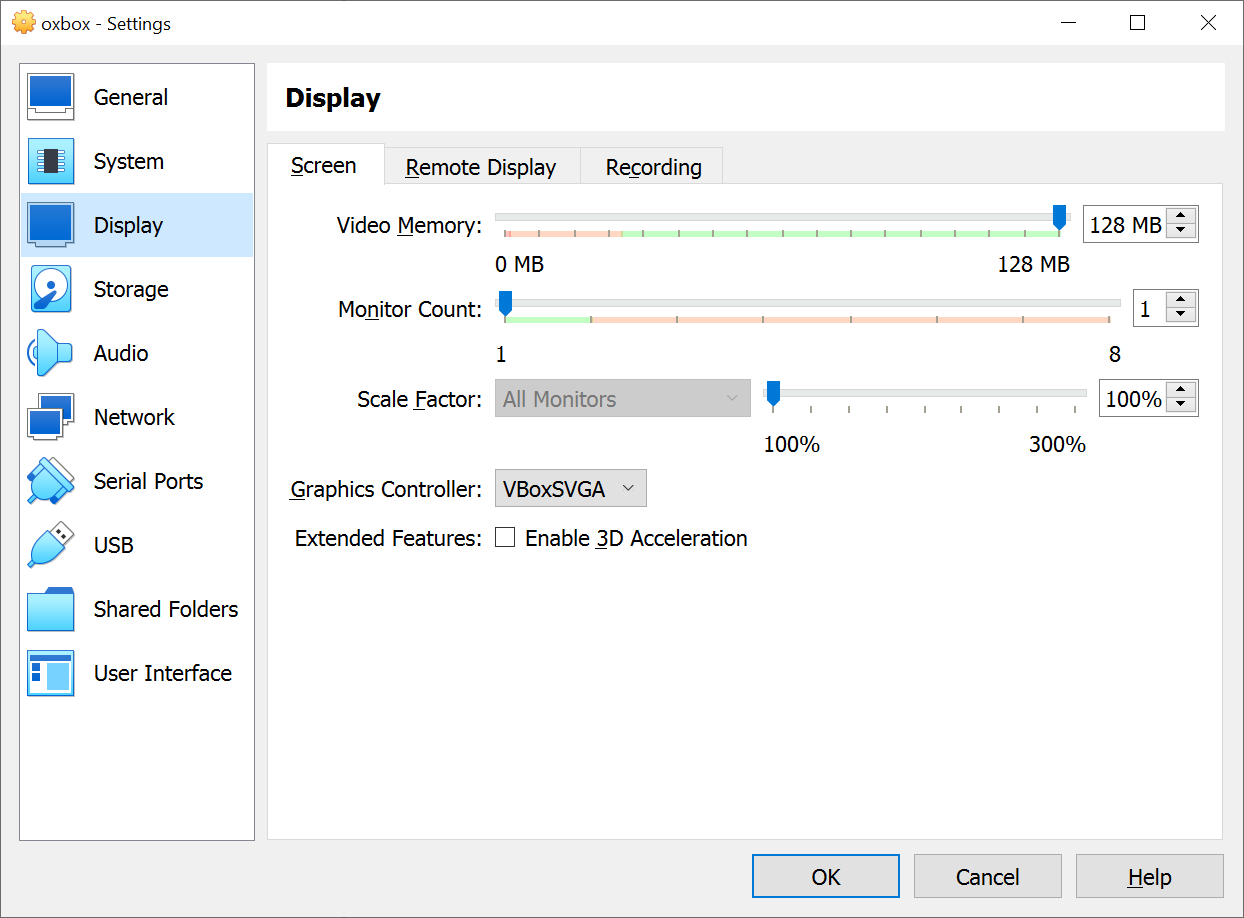 oxbox - Settings
General
System
Display
Storage
Audio
Network
Serial Ports
USB
Shared Folders
User Interface
Display
Screen
Remote Display
Recording
Video Memory:
128 MB
0 MB
128 MB
Monitor Count:
1
1
8
Scale Factor:
All Monitors
100%
100%
300%
Graphics Controller:
VBoxSVGA
Extended Features:
Enable 3D Acceleration
OK
Cancel
Help